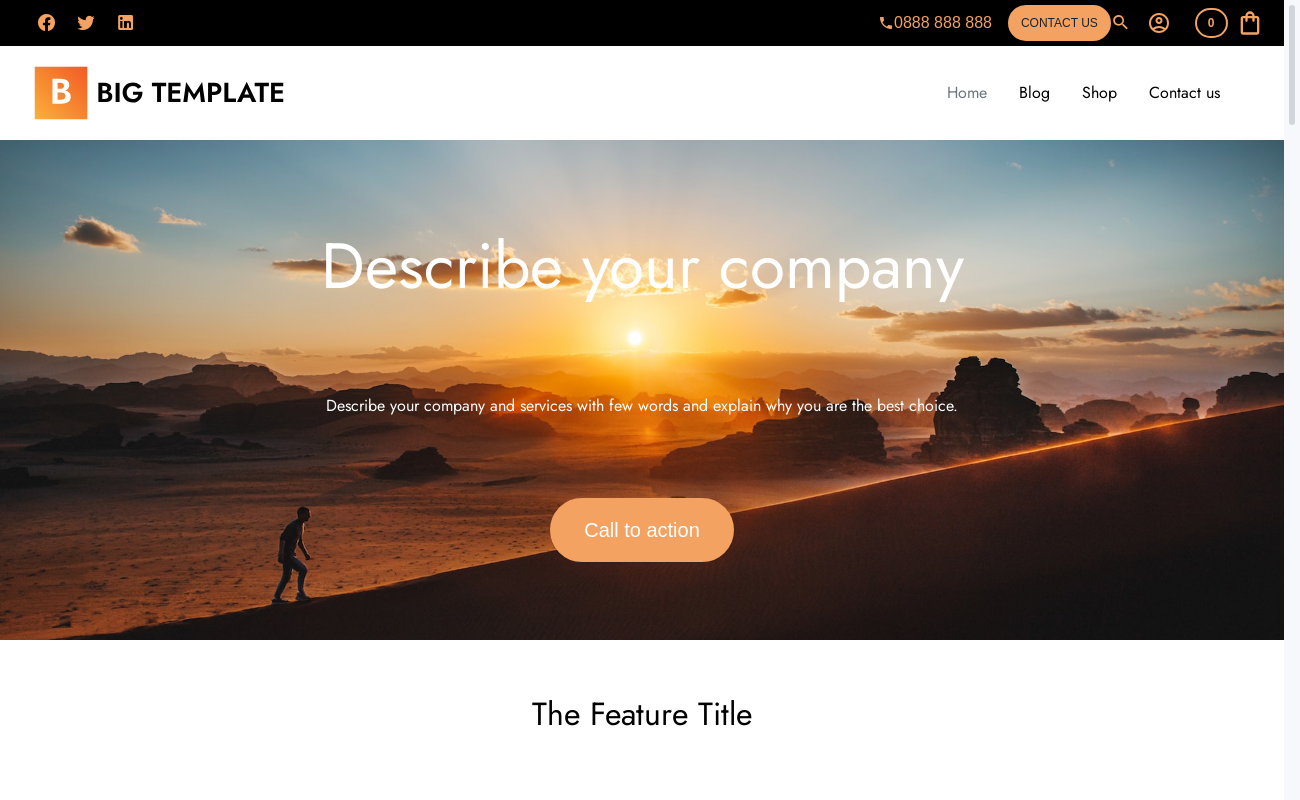 0888 888 888
CONTACT US
0
B BIG TEMPLATE
Home
Blog
Shop
Contact us
Describe your company
Describe your company and services with few words and explain why you are the best choice.
Call to action
The Feature Title